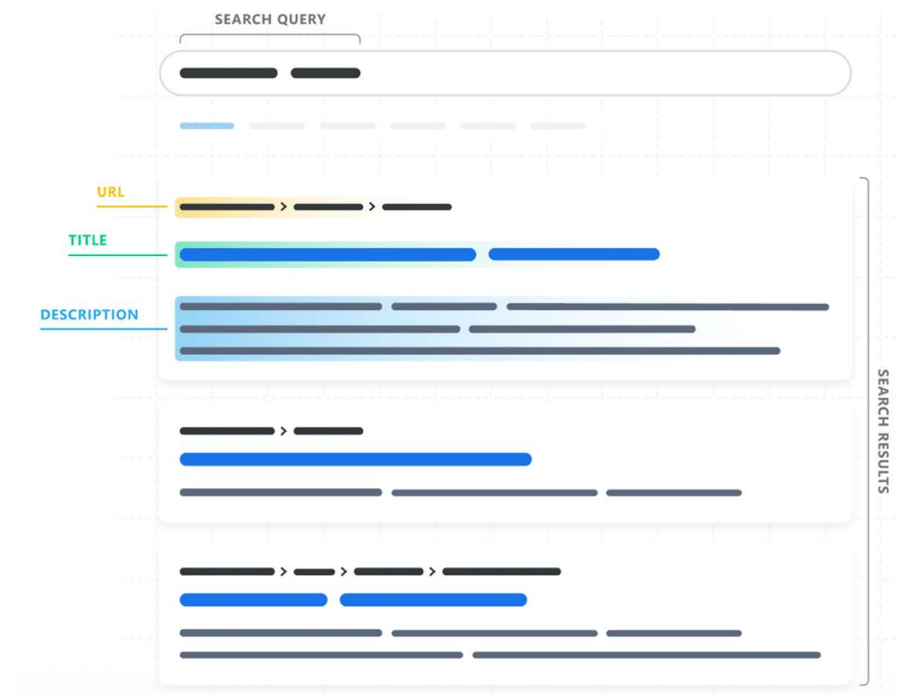 SEARCH QUERY
URL
TITLE
DESCRIPTION
SEARCH RESULTS